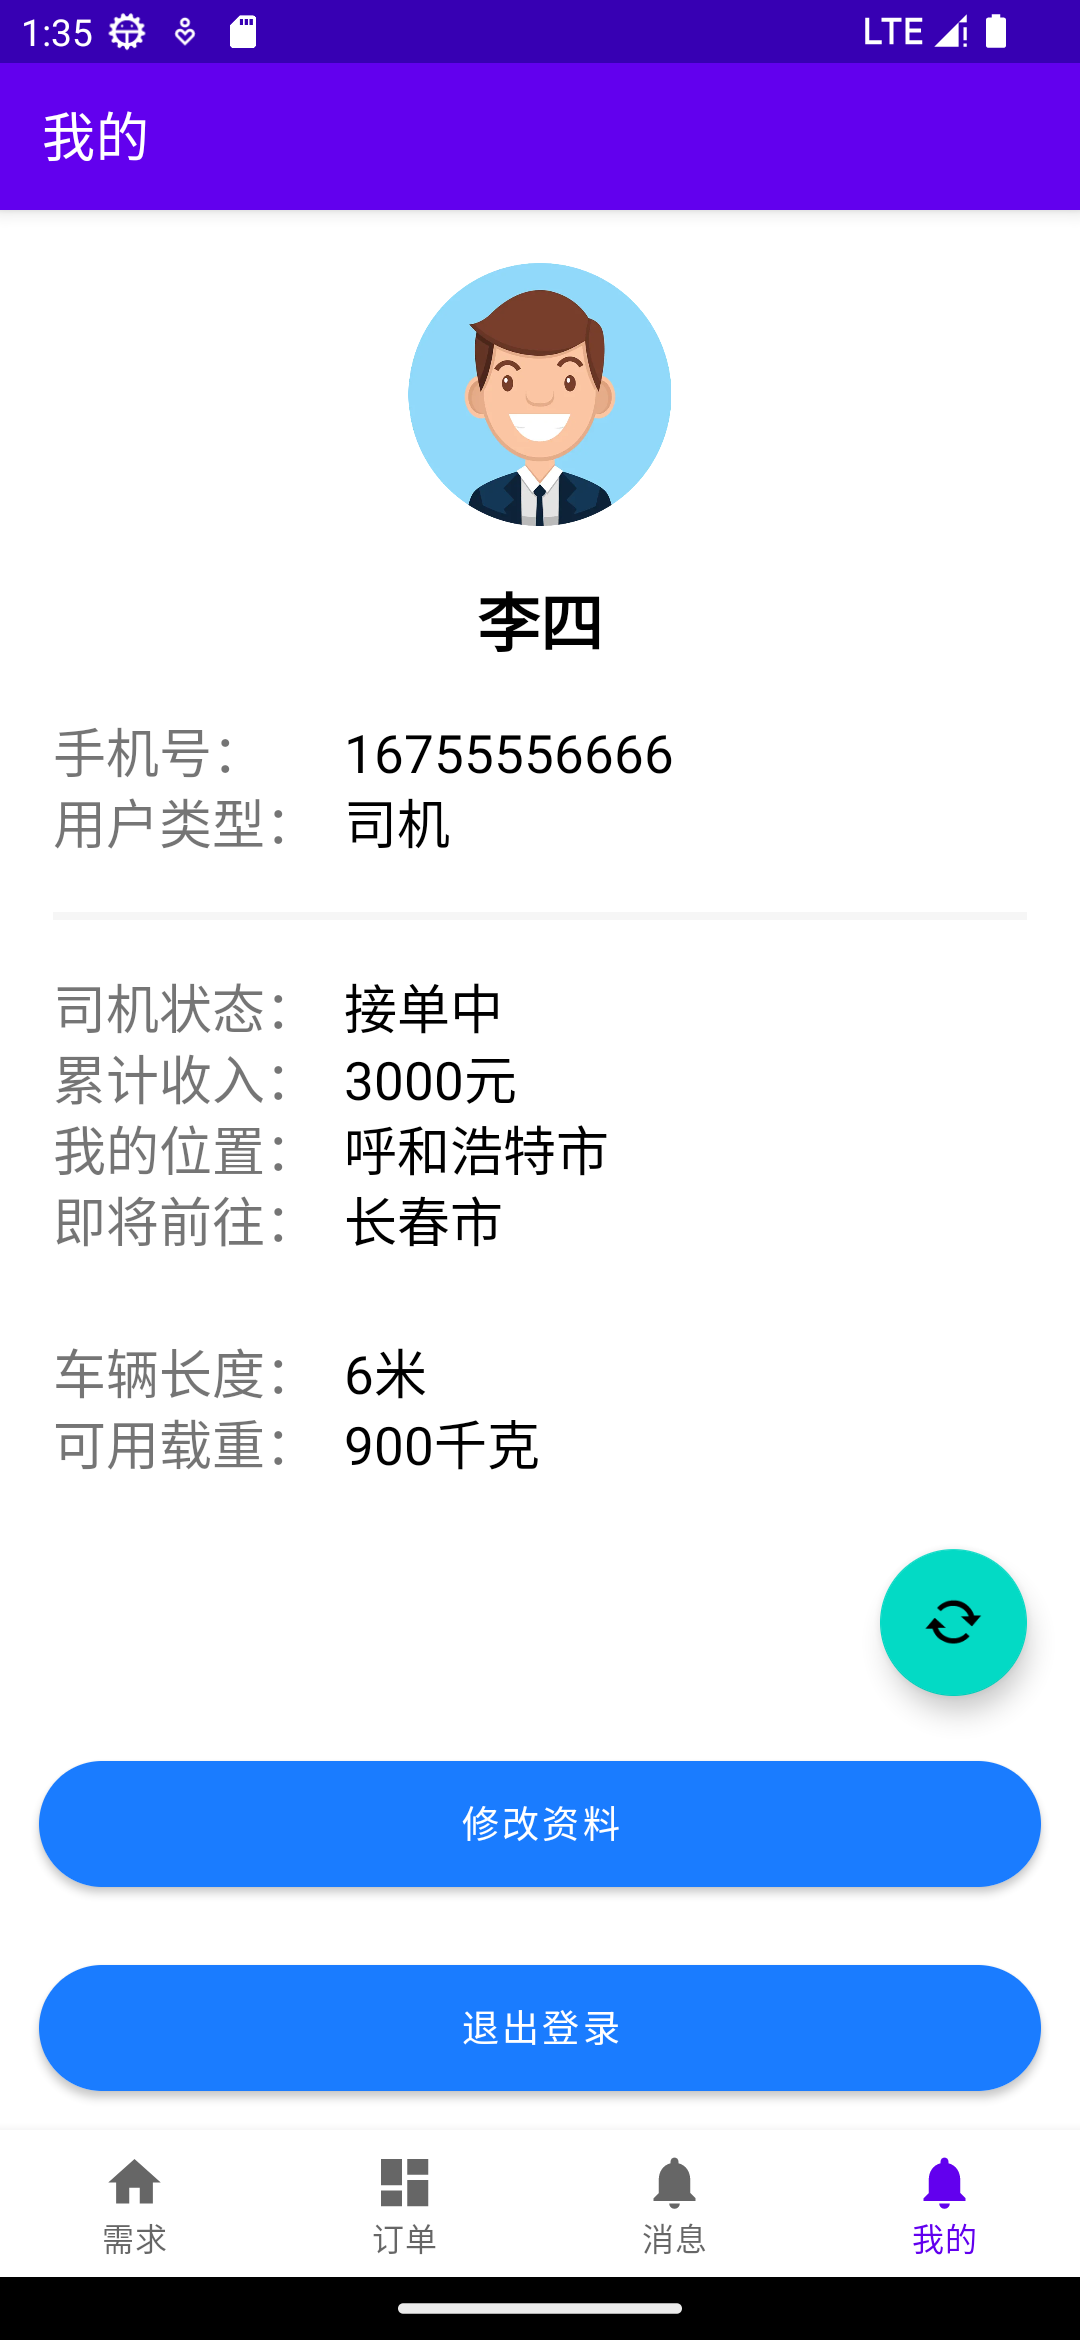 1:35 LTE
我的
李四
手机号： 16755556666
用户类型： 司机
司机状态： 接单中
累计收入： 3000元
我的位置： 呼和浩特市
即将前往： 长春市
车辆长度： 6米
可用载重： 900千克
修改资料
退出登录
需求 订单 消息 我的